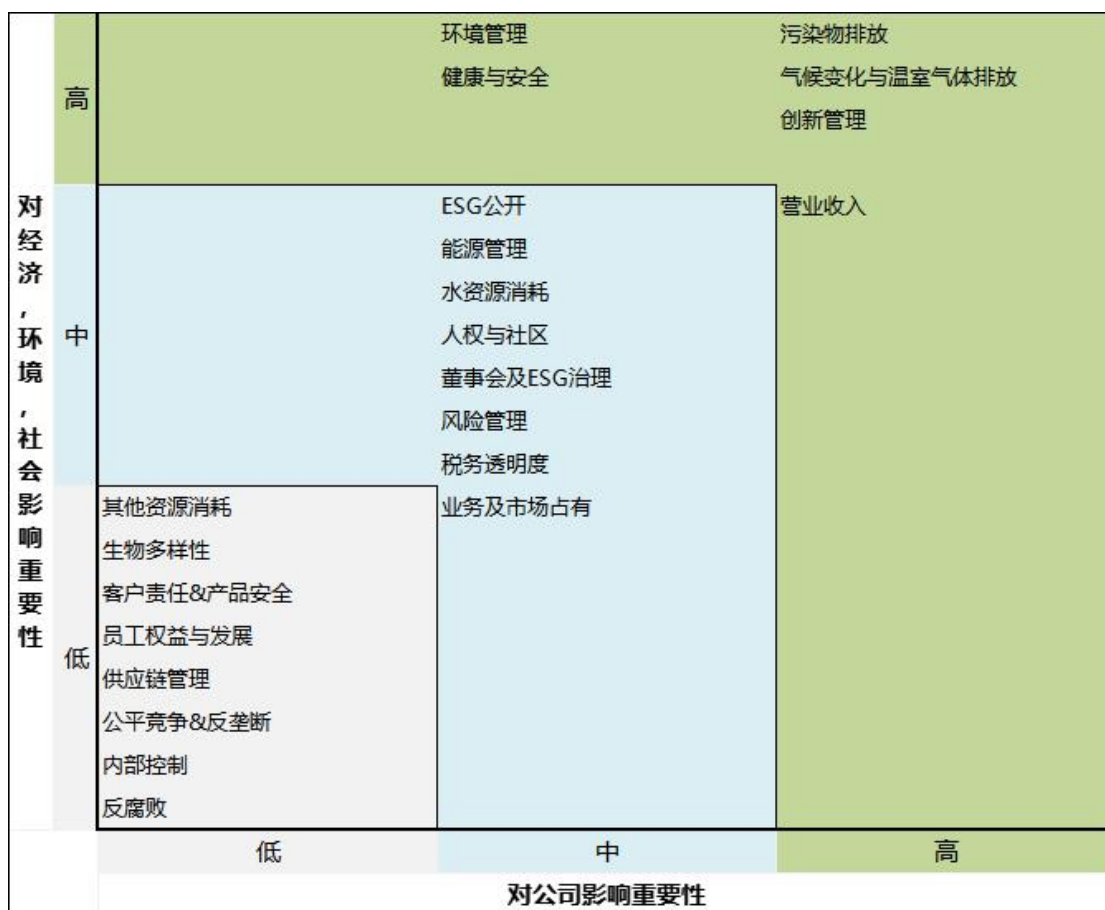 对经济,环境,社会影响重要性
高
环境管理
污染物排放
健康与安全
气候变化与温室气体排放
创新管理
中
ESG公开
营业收入
能源管理
水资源消耗
人权与社区
董事会及ESG治理
风险管理
税务透明度
低
其他资源消耗
业务及市场占有
生物多样性
客户责任&产品安全
员工权益与发展
供应链管理
公平竞争&反垄断
内部控制
反腐败
低
中
高
对公司影响重要性